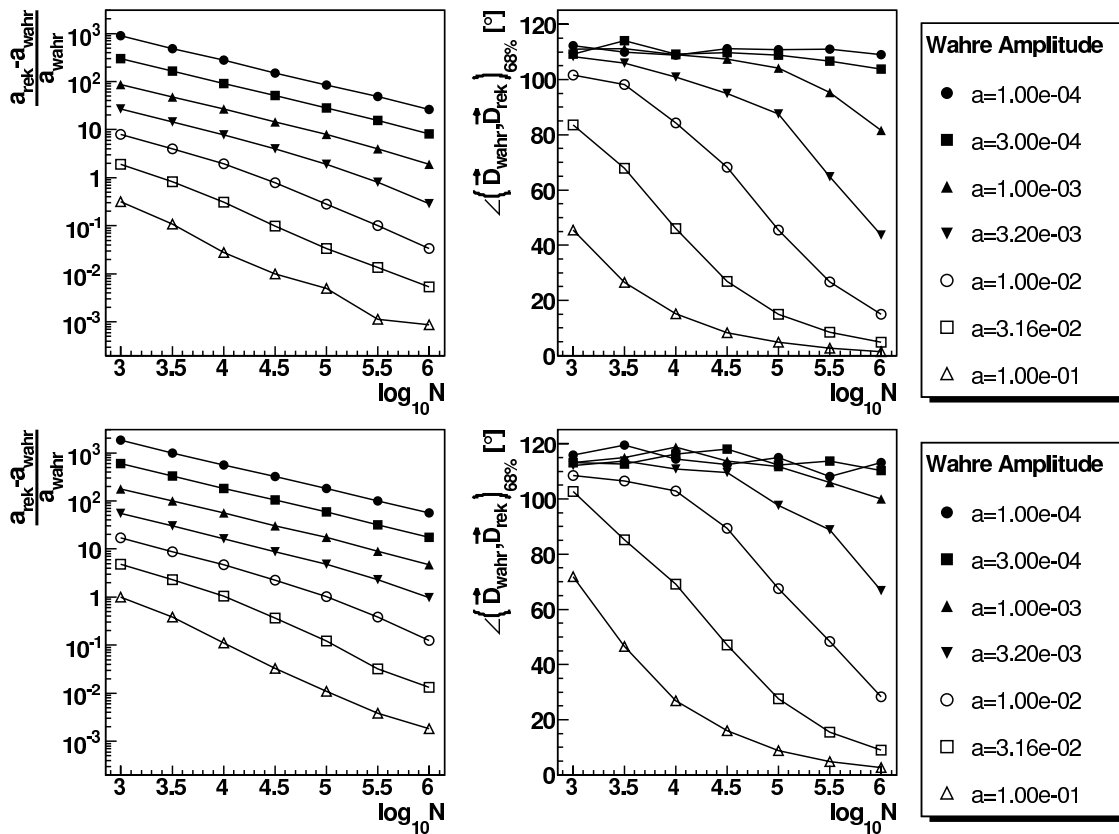 a_rek-a_wahr
a_wahr
10^3
10^2
10
1
10^-1
10^-2
10^-3
3 3.5 4 4.5 5 5.5 6
log_10 N
∠(D_wahr,D_rek)_68% [°]
120
100
80
60
40
20
0
3 3.5 4 4.5 5 5.5 6
log_10 N
Wahre Amplitude
a=1.00e-04
a=3.00e-04
a=1.00e-03
a=3.20e-03
a=1.00e-02
a=3.16e-02
a=1.00e-01
a_rek-a_wahr
a_wahr
10^3
10^2
10
1
10^-1
10^-2
10^-3
3 3.5 4 4.5 5 5.5 6
log_10 N
∠(D_wahr,D_rek)_68% [°]
120
100
80
60
40
20
0
3 3.5 4 4.5 5 5.5 6
log_10 N
Wahre Amplitude
a=1.00e-04
a=3.00e-04
a=1.00e-03
a=3.20e-03
a=1.00e-02
a=3.16e-02
a=1.00e-01